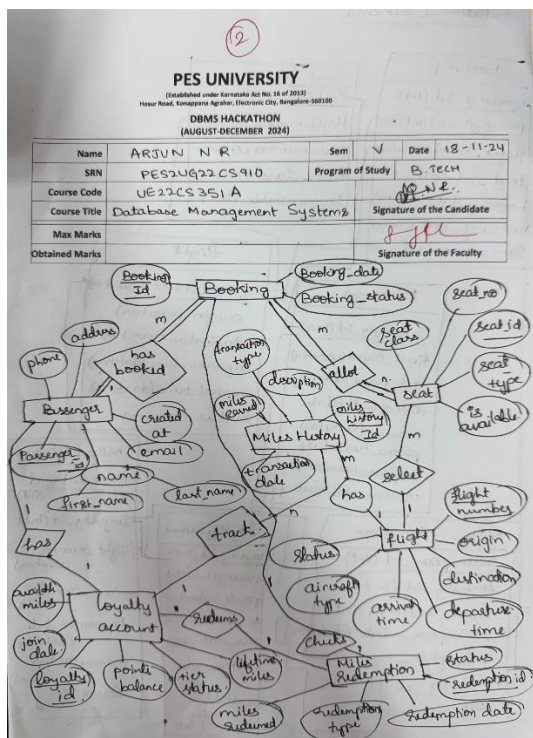 2
PES UNIVERSITY
(Established under Karnataka Act No. 16 of 2013)
Hosur Road, Konappana Agrahar, Electronic City, Bangalore-560100
DBMS HACKATHON
(AUGUST-DECEMBER 2024)
Name ARJUN N R Sem V Date 18-11-24
SRN PES2UG22CS910 Program of Study B.TECH
Course Code UE22CS351A
Course Title Database Management Systems Signature of the Candidate
Max Marks
Obtained Marks Signature of the Faculty
Booking Id
Booking
Booking_date
Booking_status
seat_no
seat_id
seat type
is available
seat class
m
m
address
phone
has booked
transaction type
description
allot
n
seat
Passenger
created at
email
miles earned
Miles History
miles history Id
m
Passenger id
name
first_name
last_name
transaction date
m
select
has
n
flight number
flight
origin
destination
departure time
arrival time
aircraft type
status
track
has
availble miles
loyalty account
redeems
join date
loyalty id
points balance
tier status
lifetime miles
checks
Miles Redemption
status
redemption id
redemption date
redemption type
miles redeemed